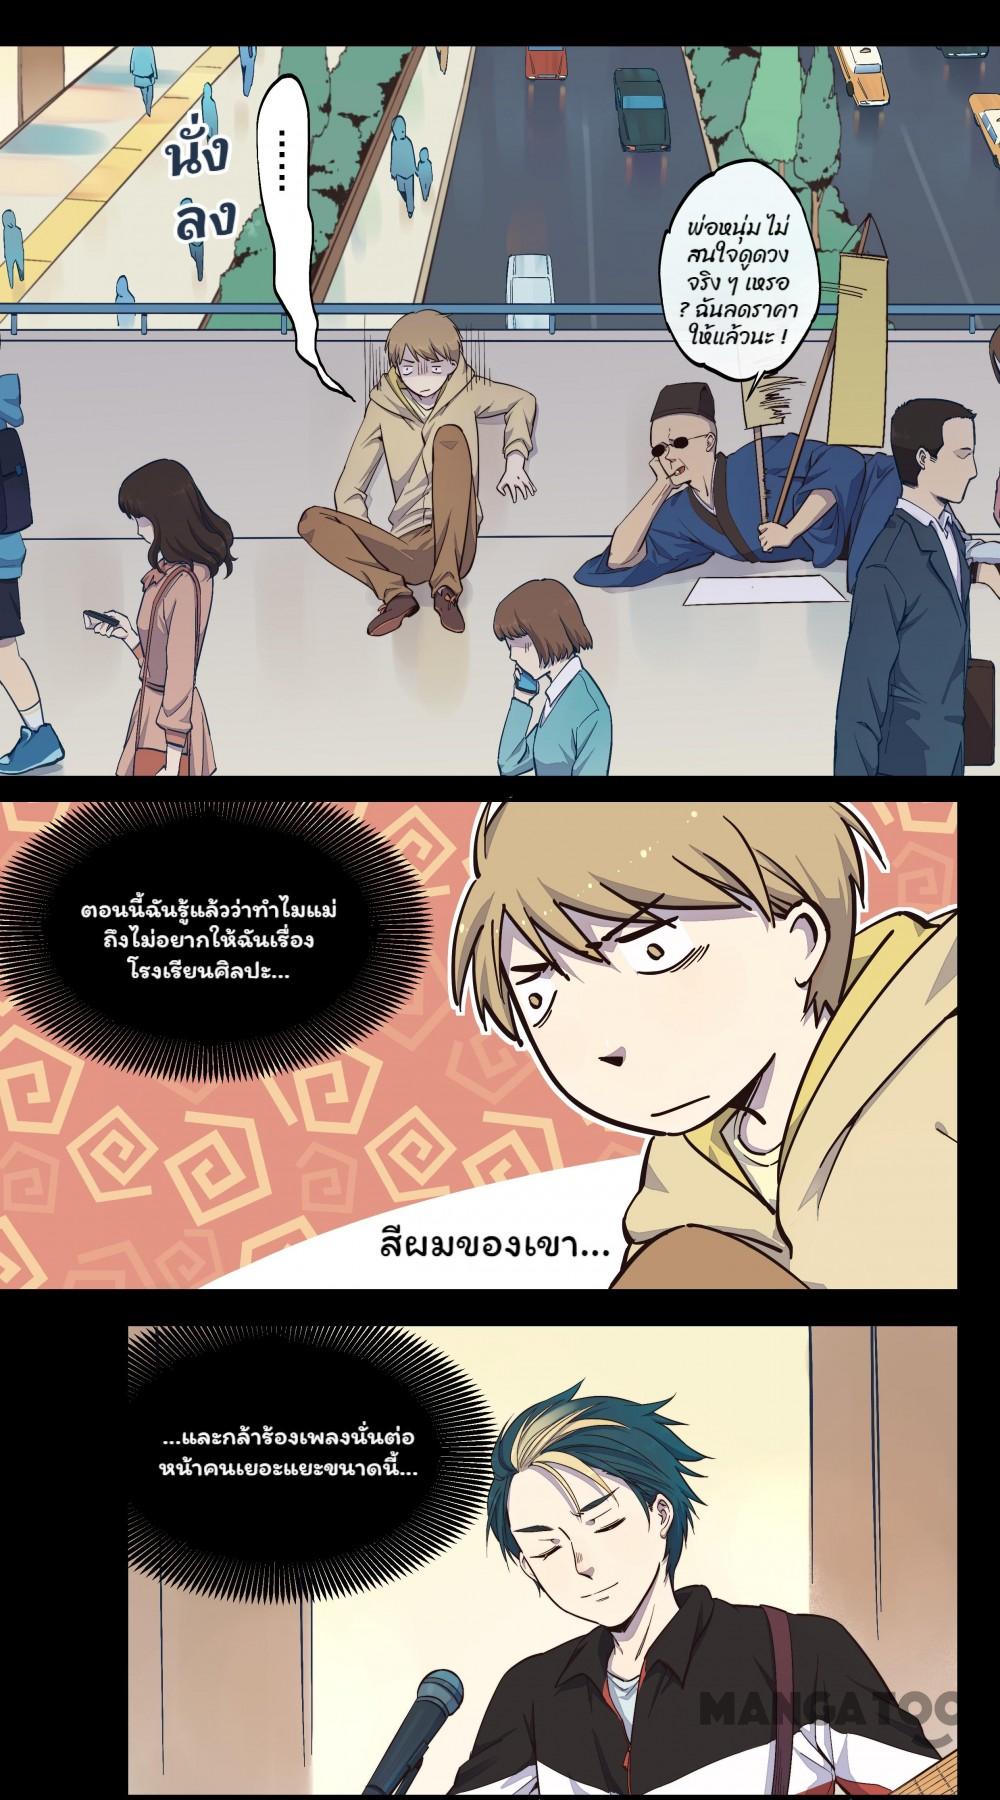 นั่ง
ลง
.......
พ่อหนุ่ม ไม่
สนใจดูดวง
จริง ๆ เหรอ
? ฉันลดราคา
ให้แล้วนะ !
ตอนนี้ฉันรู้แล้วว่าทำไมแม่
ถึงไม่อยากให้ฉันเรื่อง
โรงเรียนศิลปะ...
สีผมของเขา...
...และกล้าร้องเพลงนั่นต่อ
หน้าคนเยอะแยะขนาดนี้...
MANGATOO